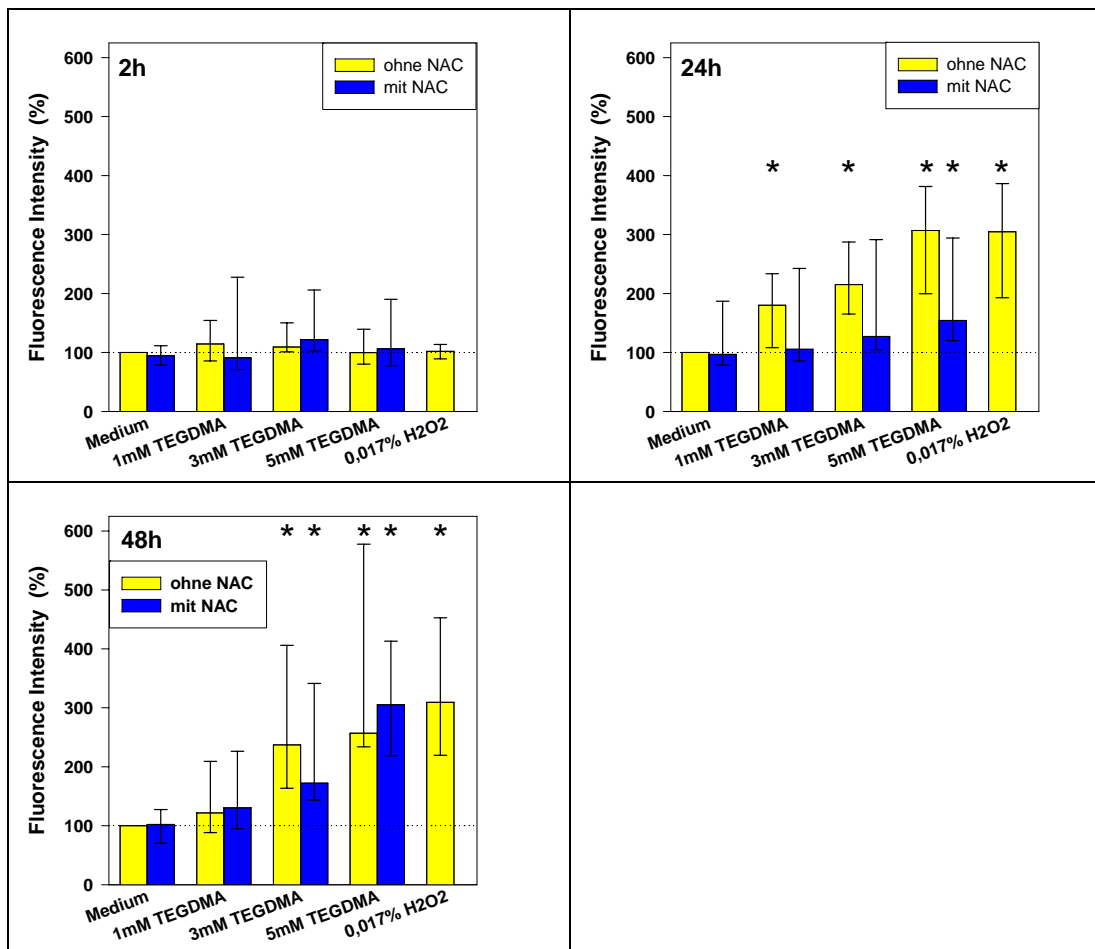 2h
ohne NAC
mit NAC
Fluorescence Intensity (%)
600
500
400
300
200
100
0
Medium
1mM TEGDMA
3mM TEGDMA
5mM TEGDMA
0,017% H2O2
24h
ohne NAC
mit NAC
Fluorescence Intensity (%)
600
500
400
300
200
100
0
* * * * *
Medium
1mM TEGDMA
3mM TEGDMA
5mM TEGDMA
0,017% H2O2
48h
ohne NAC
mit NAC
Fluorescence Intensity (%)
600
500
400
300
200
100
0
* * * * *
Medium
1mM TEGDMA
3mM TEGDMA
5mM TEGDMA
0,017% H2O2